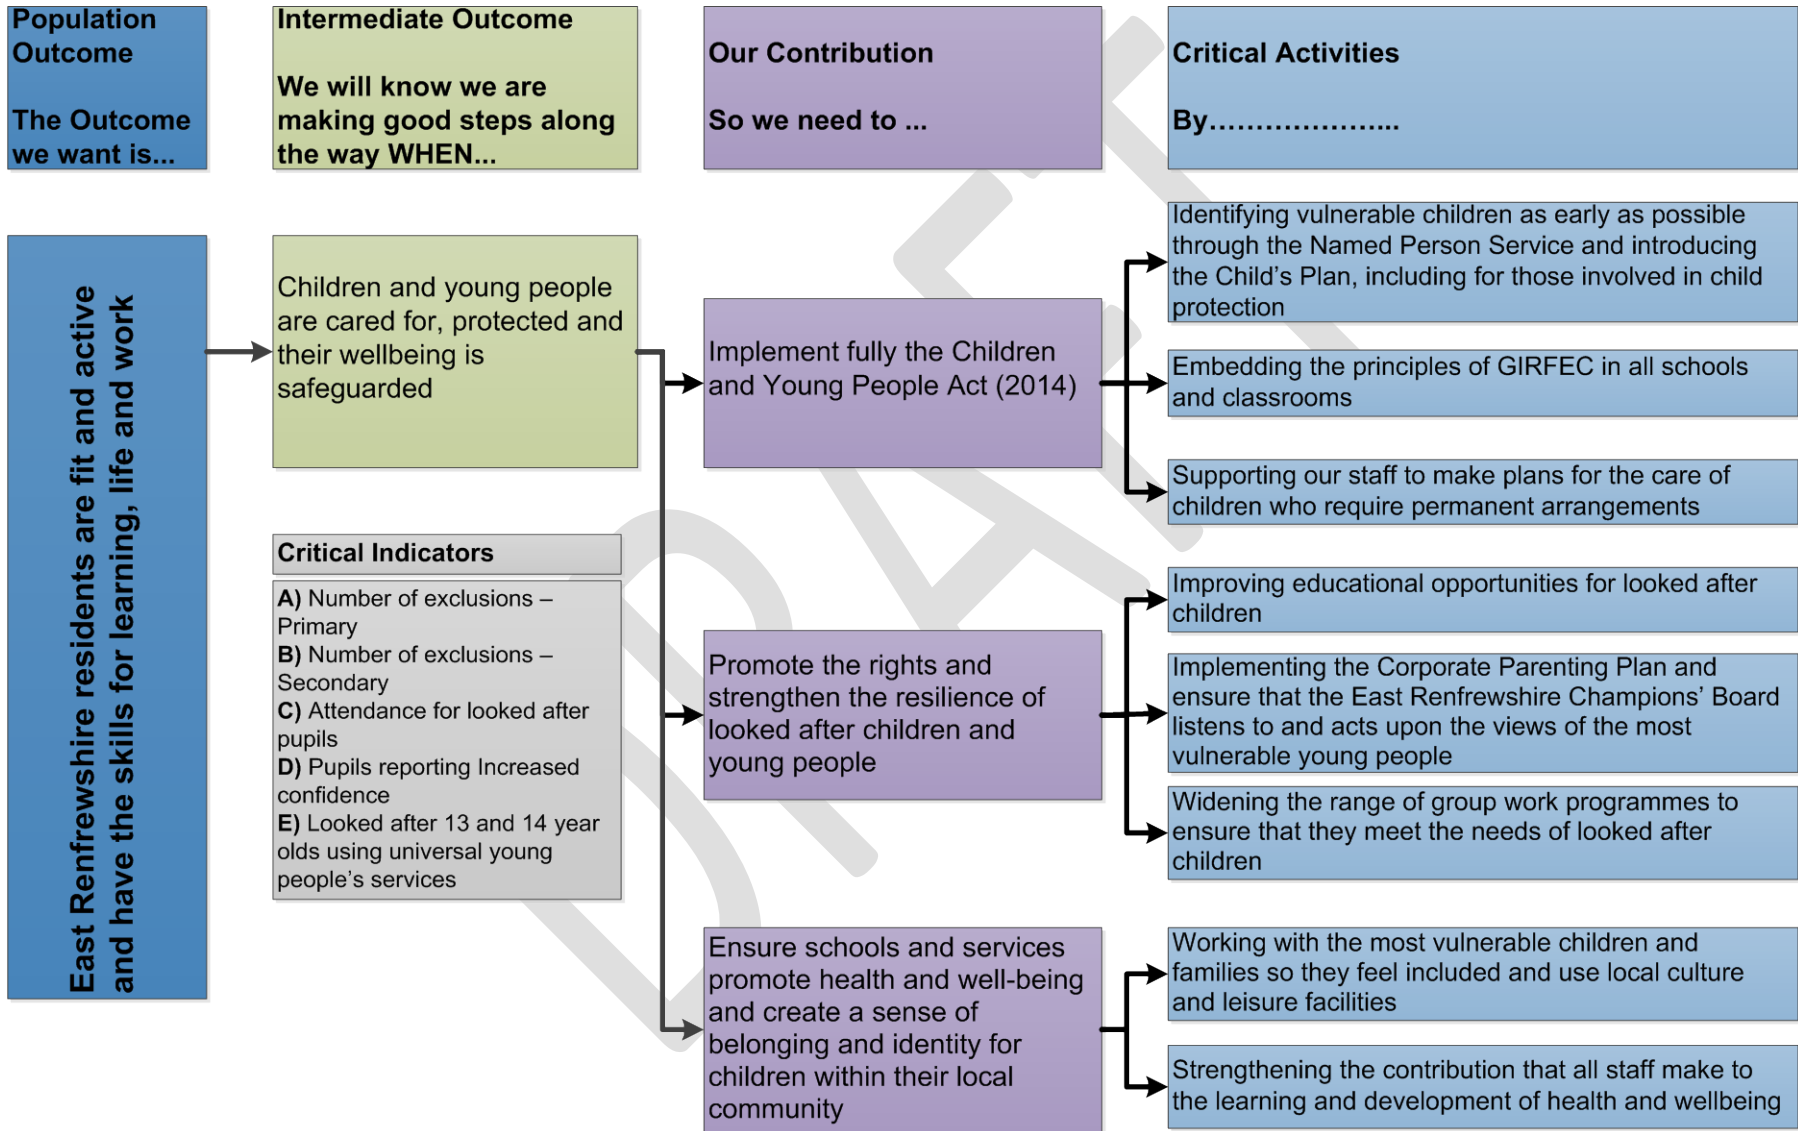 Population
Outcome
The Outcome
we want is...
Intermediate Outcome
We will know we are
making good steps along
the way WHEN...
Our Contribution
So we need to ...
Critical Activities
By.......................
East Renfrewshire residents are fit and active
and have the skills for learning, life and work
Children and young people
are cared for, protected and
their wellbeing is
safeguarded
Critical Indicators
A) Number of exclusions –
Primary
B) Number of exclusions –
Secondary
C) Attendance for looked after
pupils
D) Pupils reporting Increased
confidence
E) Looked after 13 and 14 year
olds using universal young
people’s services
Implement fully the Children
and Young People Act (2014)
Identifying vulnerable children as early as possible
through the Named Person Service and introducing
the Child’s Plan, including for those involved in child
protection
Embedding the principles of GIRFEC in all schools
and classrooms
Supporting our staff to make plans for the care of
children who require permanent arrangements
Promote the rights and
strengthen the resilience of
looked after children and
young people
Improving educational opportunities for looked after
children
Implementing the Corporate Parenting Plan and
ensure that the East Renfrewshire Champions’ Board
listens to and acts upon the views of the most
vulnerable young people
Widening the range of group work programmes to
ensure that they meet the needs of looked after
children
Ensure schools and services
promote health and well-being
and create a sense of
belonging and identity for
children within their local
community
Working with the most vulnerable children and
families so they feel included and use local culture
and leisure facilities
Strengthening the contribution that all staff make to
the learning and development of health and wellbeing
DRAFT